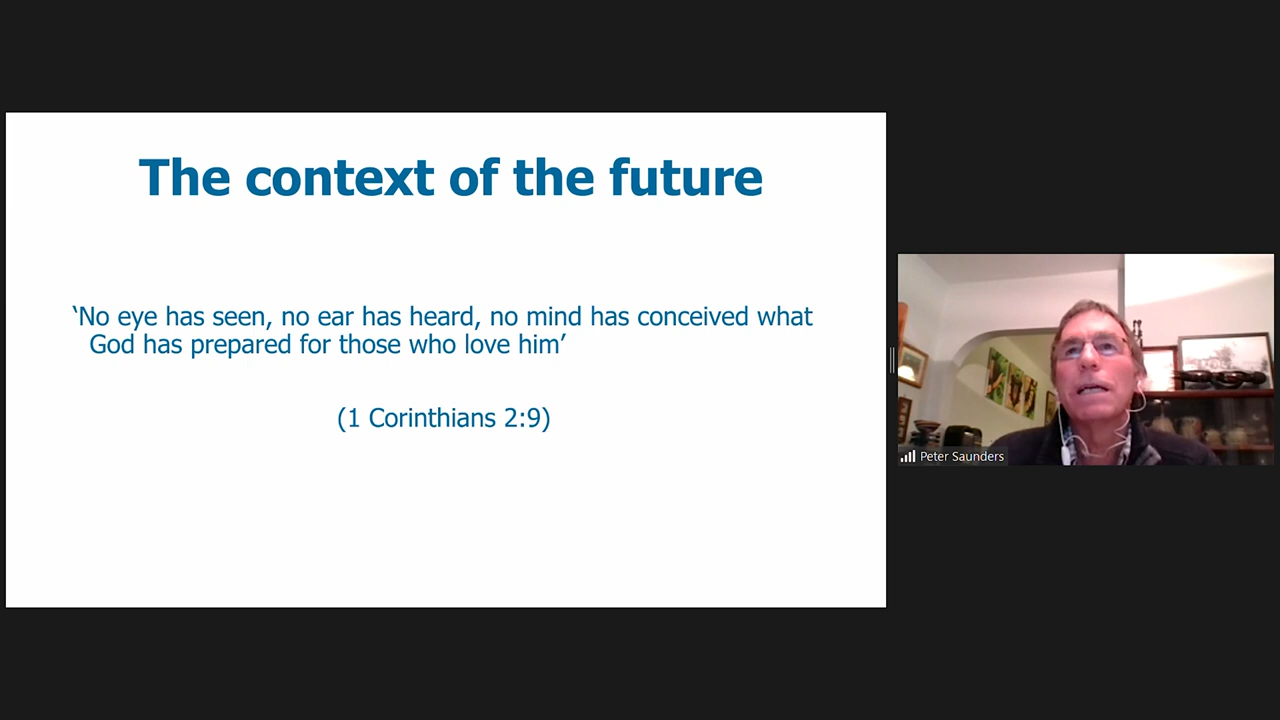 The context of the future
‘No eye has seen, no ear has heard, no mind has conceived what
God has prepared for those who love him’
(1 Corinthians 2:9)
Peter Saunders